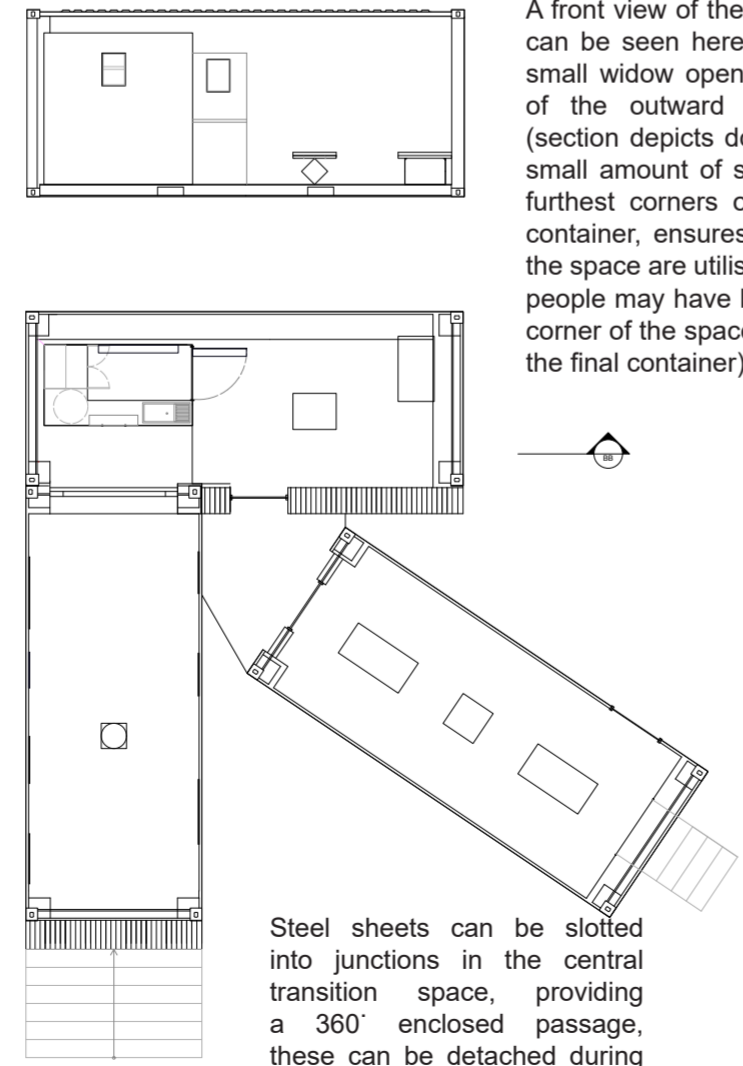 A front view of the
can be seen here
small widow open
of the outward
(section depicts do
small amount of s
furthest corners o
container, ensures
the space are utilis
people may have l
corner of the space
the final container)
BB
Steel sheets can be slotted
into junctions in the central
transition space, providing
a 360˙ enclosed passage,
these can be detached during